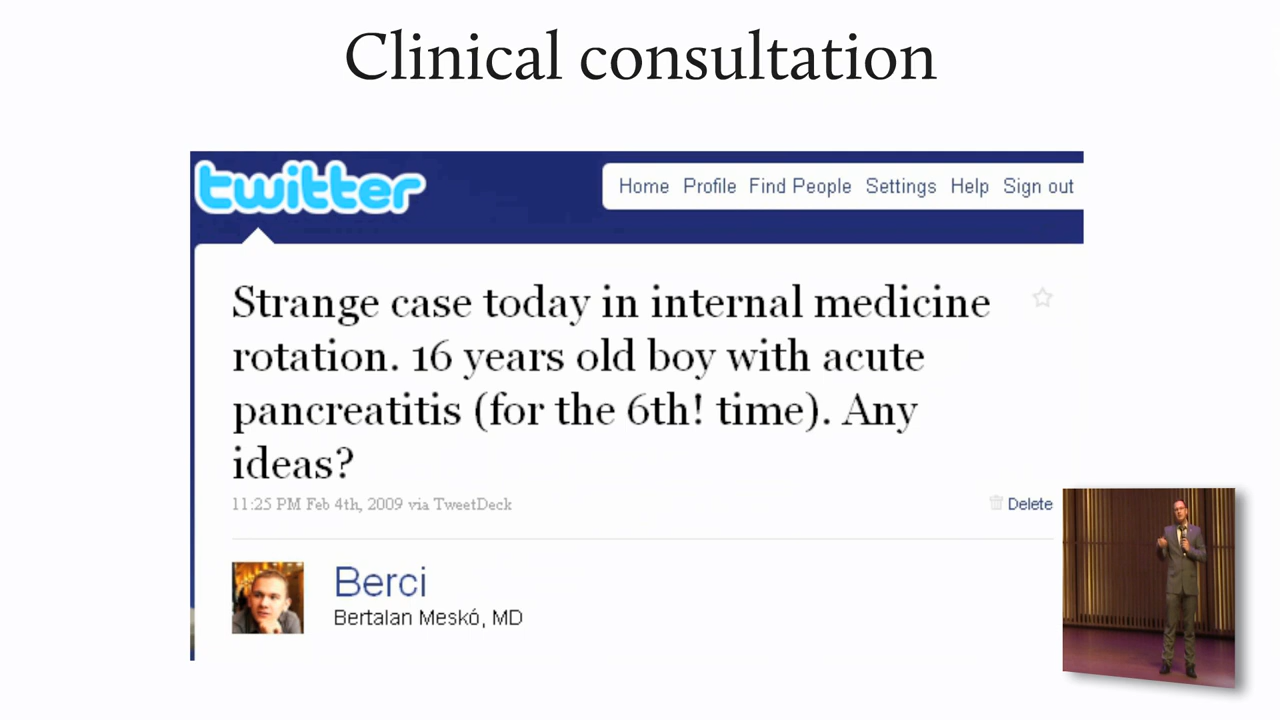 Clinical consultation
twitter
Home Profile Find People Settings Help Sign out
Strange case today in internal medicine
rotation. 16 years old boy with acute
pancreatitis (for the 6th! time). Any
ideas?
11:25 PM Feb 4th, 2009 via TweetDeck
Delete
Berci
Bertalan Meskó, MD